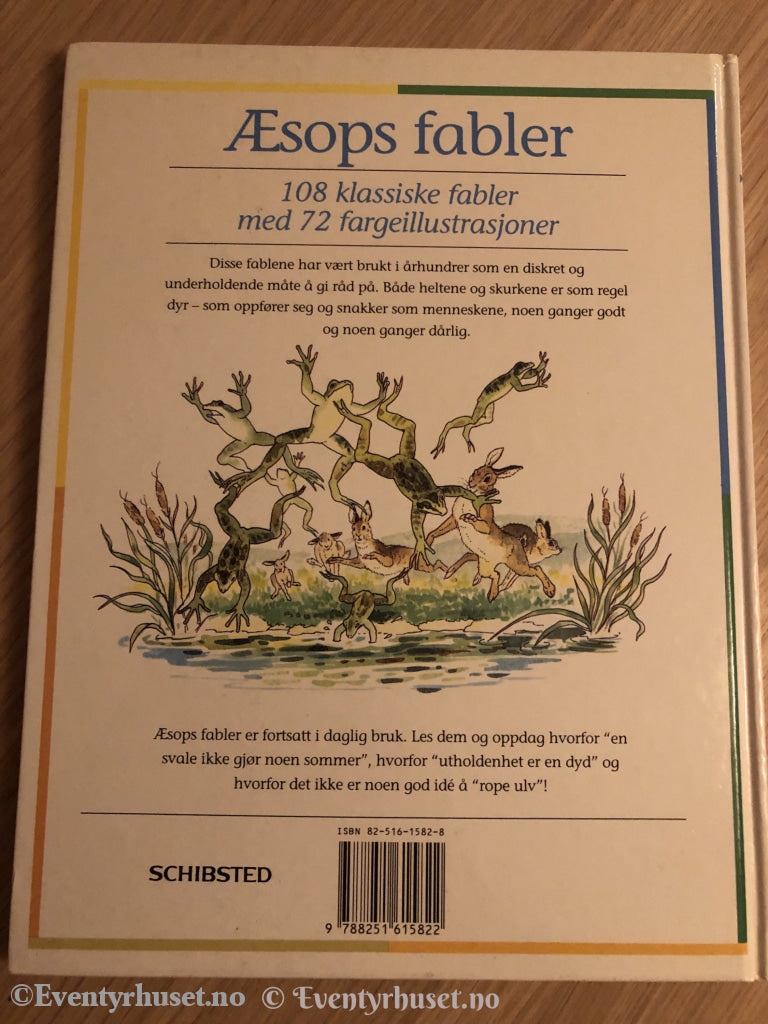 Æsops fabler
108 klassiske fabler
med 72 fargeillustrasjoner
Disse fablene har vært brukt i århundrer som en diskret og
underholdende måte å gi råd på. Både heltene og skurkene er som regel
dyr – som oppfører seg og snakker som menneskene, noen ganger godt
og noen ganger dårlig.
Æsops fabler er fortsatt i daglig bruk. Les dem og oppdag hvorfor “en
svale ikke gjør noen sommer”, hvorfor “utholdenhet er en dyd” og
hvorfor det ikke er noen god idé å “rope ulv”!
ISBN 82-516-1582-8
SCHIBSTED
9 788251 615822
©Eventyrhuset.no © Eventyrhuset.no